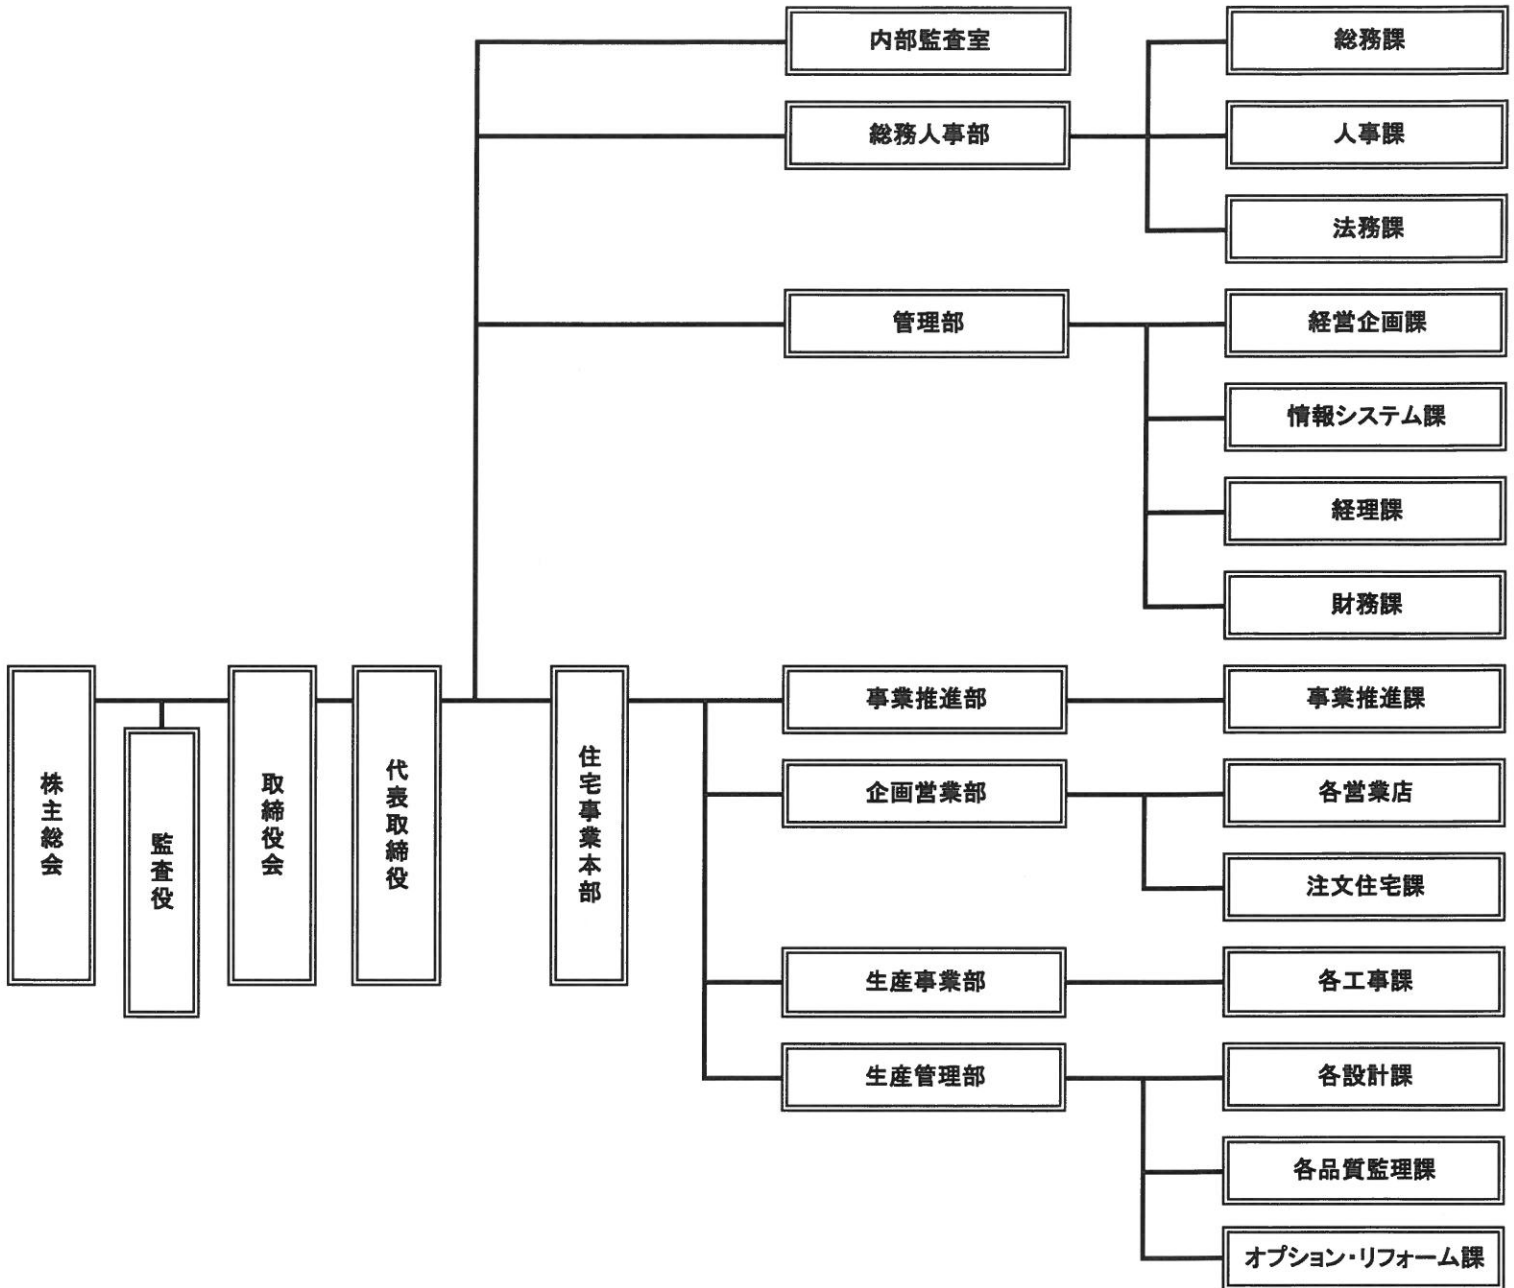 内部監査室
総務人事部
総務課
人事課
法務課
管理部
経営企画課
情報システム課
経理課
財務課
株主総会
監査役
取締役会
代表取締役
住宅事業本部
事業推進部
事業推進課
企画営業部
各営業店
注文住宅課
生産事業部
各工事課
生産管理部
各設計課
各品質監理課
オプション・リフォーム課